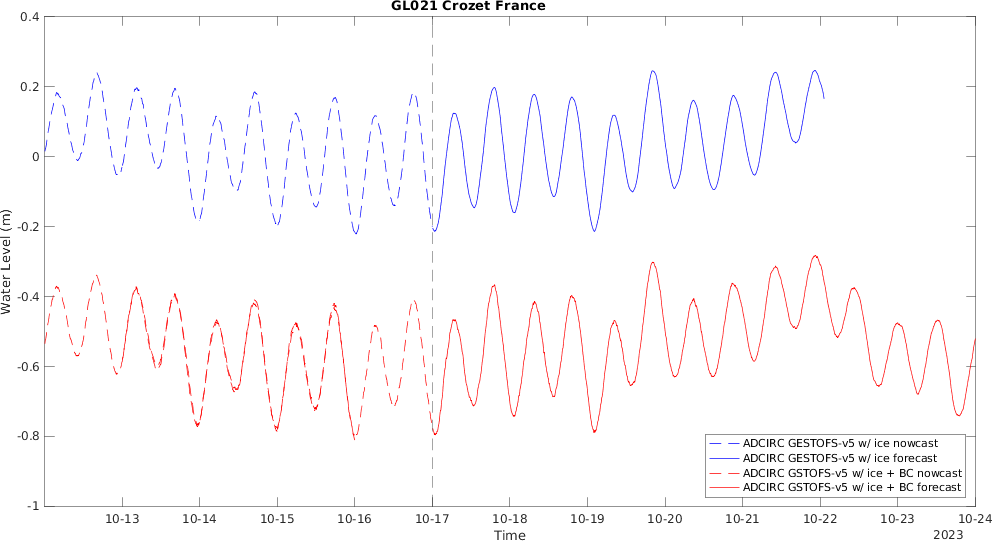 GL021 Crozet France
Water Level (m)
0.4
0.2
0
-0.2
-0.4
-0.6
-0.8
-1
ADCIRC GESTOFS-v5 w/ ice nowcast
ADCIRC GESTOFS-v5 w/ ice forecast
ADCIRC GSTOFS-v5 w/ ice + BC nowcast
ADCIRC GSTOFS-v5 w/ ice + BC forecast
10-13 10-14 10-15 10-16 10-17 10-18 10-19 10-20 10-21 10-22 10-23 10-24
Time
2023